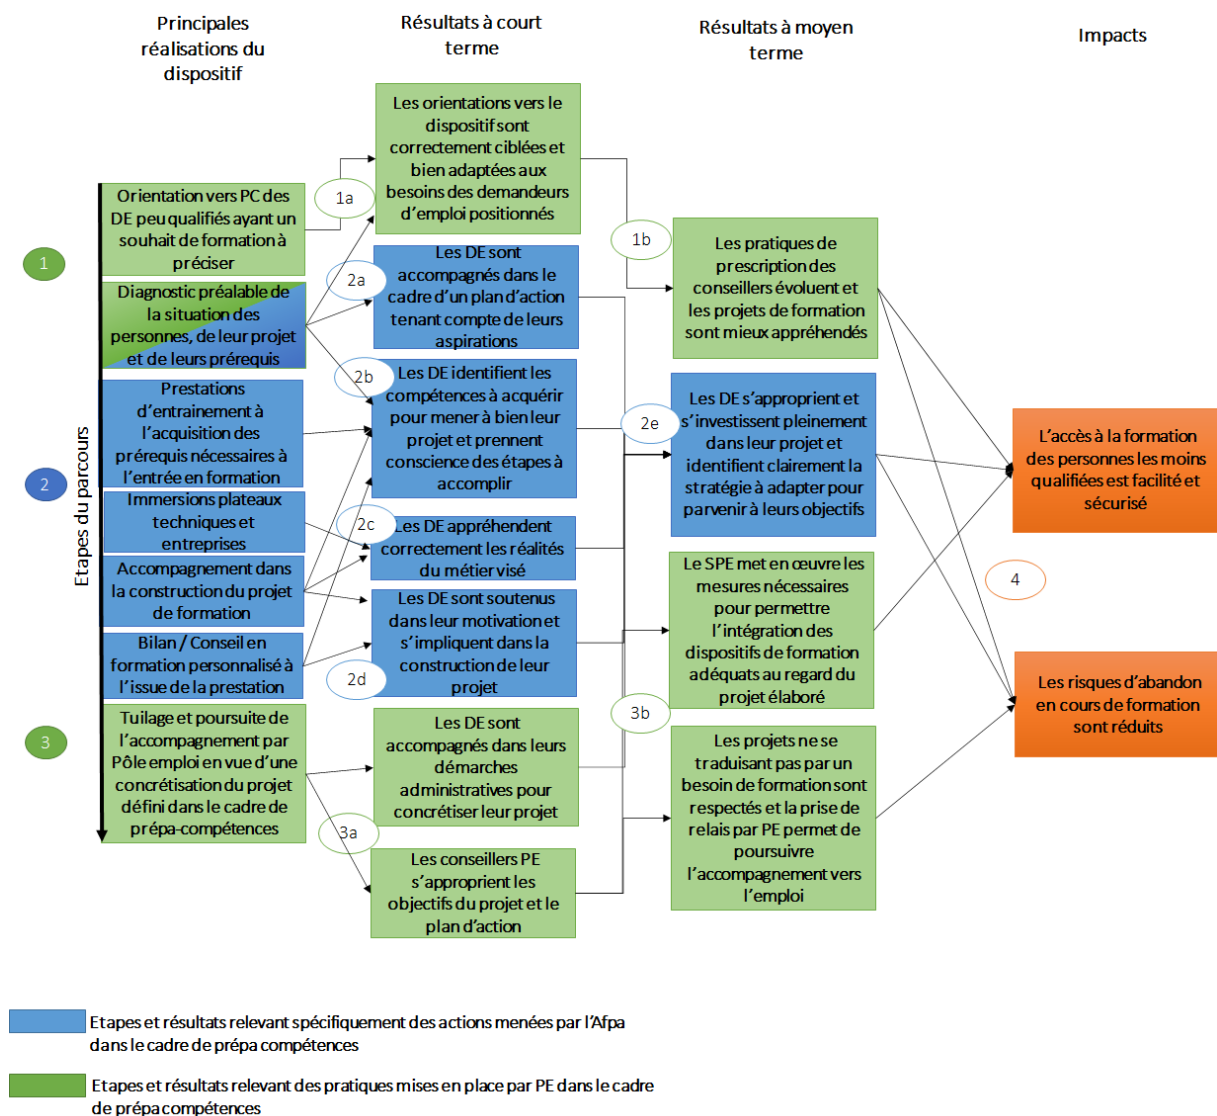 Principales
réalisations du
dispositif
Résultats à court
terme
Résultats à moyen
terme
Impacts
Etapes du parcours
1
2
3
Orientation vers PC des
DE peu qualifiés ayant un
souhait de formation à
préciser
Diagnostic préalable de
la situation des
personnes, de leur projet
et de leurs prérequis
Prestations
d'entrainement à
l'acquisition des
prérequis nécessaires à
l'entrée en formation
Immersions plateaux
techniques et
entreprises
Accompagnement dans
la construction du projet
de formation
Bilan / Conseil en
formation personnalisé à
l'issue de la prestation
Tuilage et poursuite de
l'accompagnement par
Pôle emploi en vue d'une
concrétisation du projet
défini dans le cadre de
prépa-compétences
1a
2a
2b
2c
2d
3a
Les orientations vers le
dispositif sont
correctement ciblées et
bien adaptées aux
besoins des demandeurs
d'emploi positionnés
Les DE sont
accompagnés dans le
cadre d'un plan d'action
tenant compte de leurs
aspirations
Les DE identifient les
compétences à acquérir
pour mener à bien leur
projet et prennent
conscience des étapes à
accomplir
Les DE appréhendent
correctement les réalités
du métier visé
Les DE sont soutenus
dans leur motivation et
s'impliquent dans la
construction de leur
projet
Les DE sont
accompagnés dans leurs
démarches
administratives pour
concrétiser leur projet
Les conseillers PE
s'approprient les
objectifs du projet et le
plan d'action
1b
2e
3b
Les pratiques de
prescription des
conseillers évoluent et
les projets de formation
sont mieux appréhendés
Les DE s'approprient et
s'investissent pleinement
dans leur projet et
identifient clairement la
stratégie à adapter pour
parvenir à leurs objectifs
Le SPE met en œuvre les
mesures nécessaires
pour permettre
l'intégration des
dispositifs de formation
adéquats au regard du
projet élaboré
Les projets ne se
traduisant pas par un
besoin de formation sont
respectés et la prise de
relais par PE permet de
poursuivre
l'accompagnement vers
l'emploi
4
L'accès à la formation
des personnes les moins
qualifiées est facilité et
sécurisé
Les risques d'abandon
en cours de formation
sont réduits
Etapes et résultats relevant spécifiquement des actions menées par l'Afpa
dans le cadre de prépa compétences
Etapes et résultats relevant des pratiques mises en place par PE dans le cadre
de prépa compétences